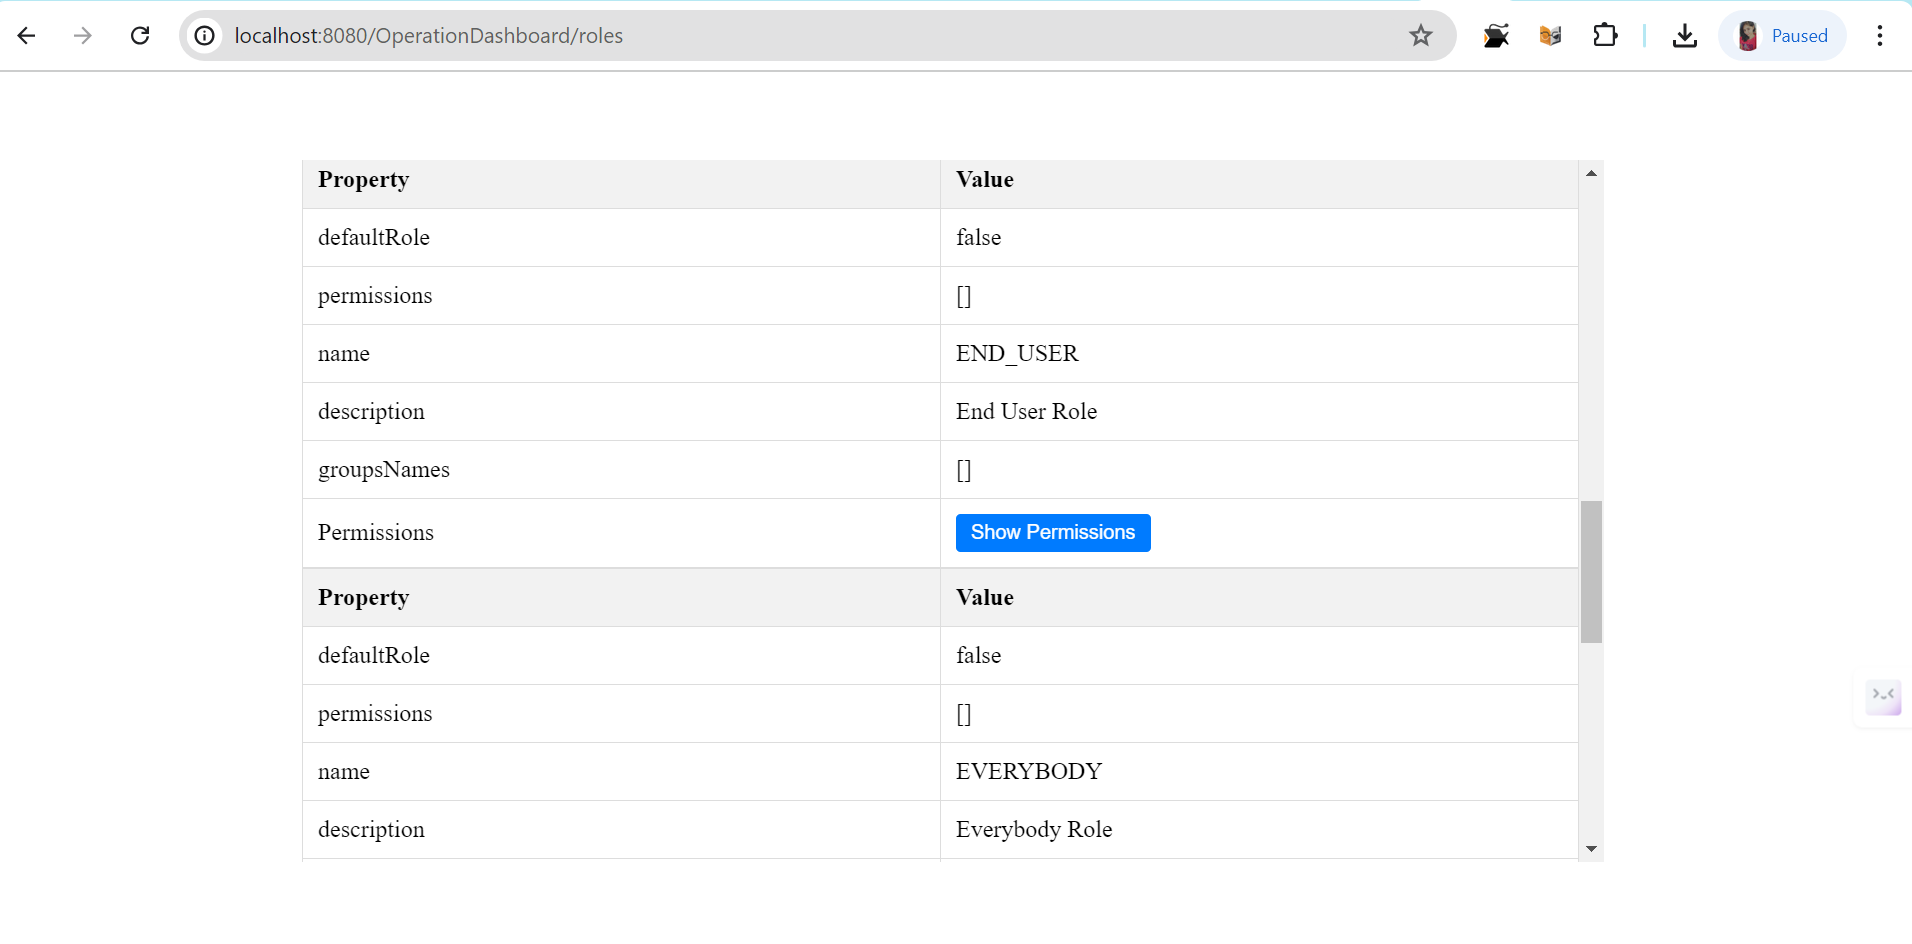 localhost:8080/OperationDashboard/roles Paused
Property Value
defaultRole false
permissions []
name END_USER
description End User Role
groupsNames []
Permissions Show Permissions
Property Value
defaultRole false
permissions []
name EVERYBODY
description Everybody Role